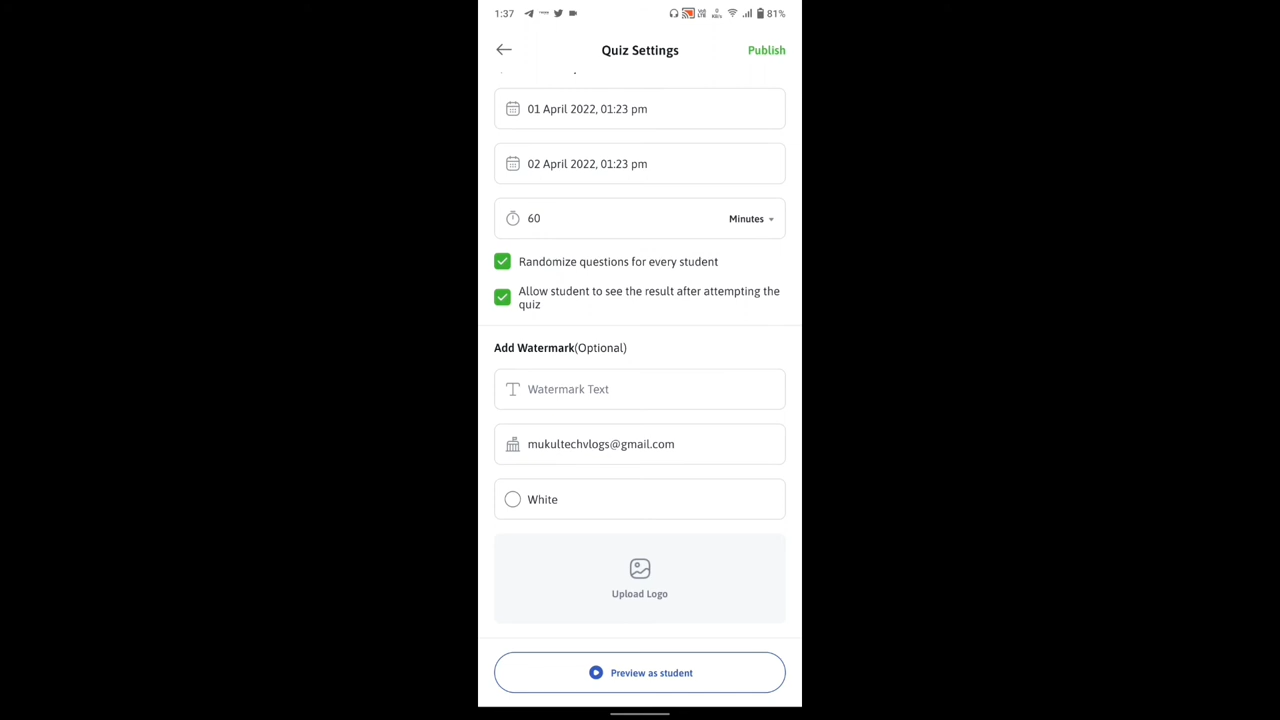 1:37
81%
Quiz Settings
Publish
01 April 2022, 01:23 pm
02 April 2022, 01:23 pm
60
Minutes
Randomize questions for every student
Allow student to see the result after attempting the
quiz
Add Watermark(Optional)
Watermark Text
mukultechvlogs@gmail.com
White
Upload Logo
Preview as student